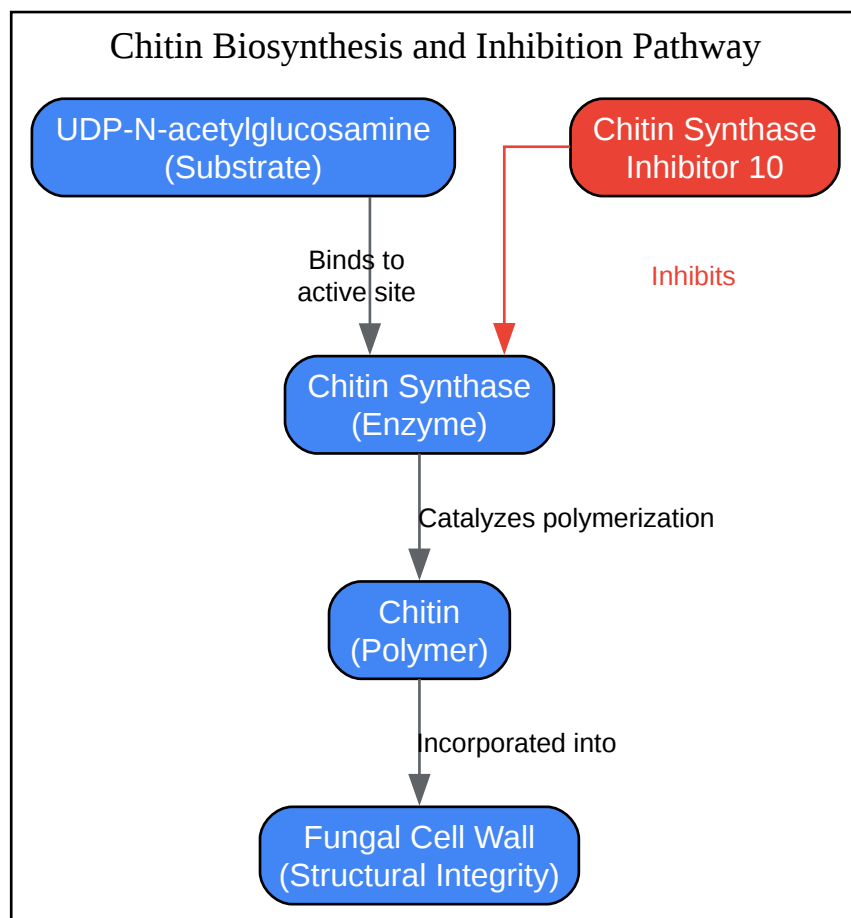 Chitin Biosynthesis and Inhibition Pathway
UDP-N-acetylglucosamine
(Substrate)
Chitin Synthase
Inhibitor 10
Binds to
active site
Inhibits
Chitin Synthase
(Enzyme)
Catalyzes polymerization
Chitin
(Polymer)
Incorporated into
Fungal Cell Wall
(Structural Integrity)